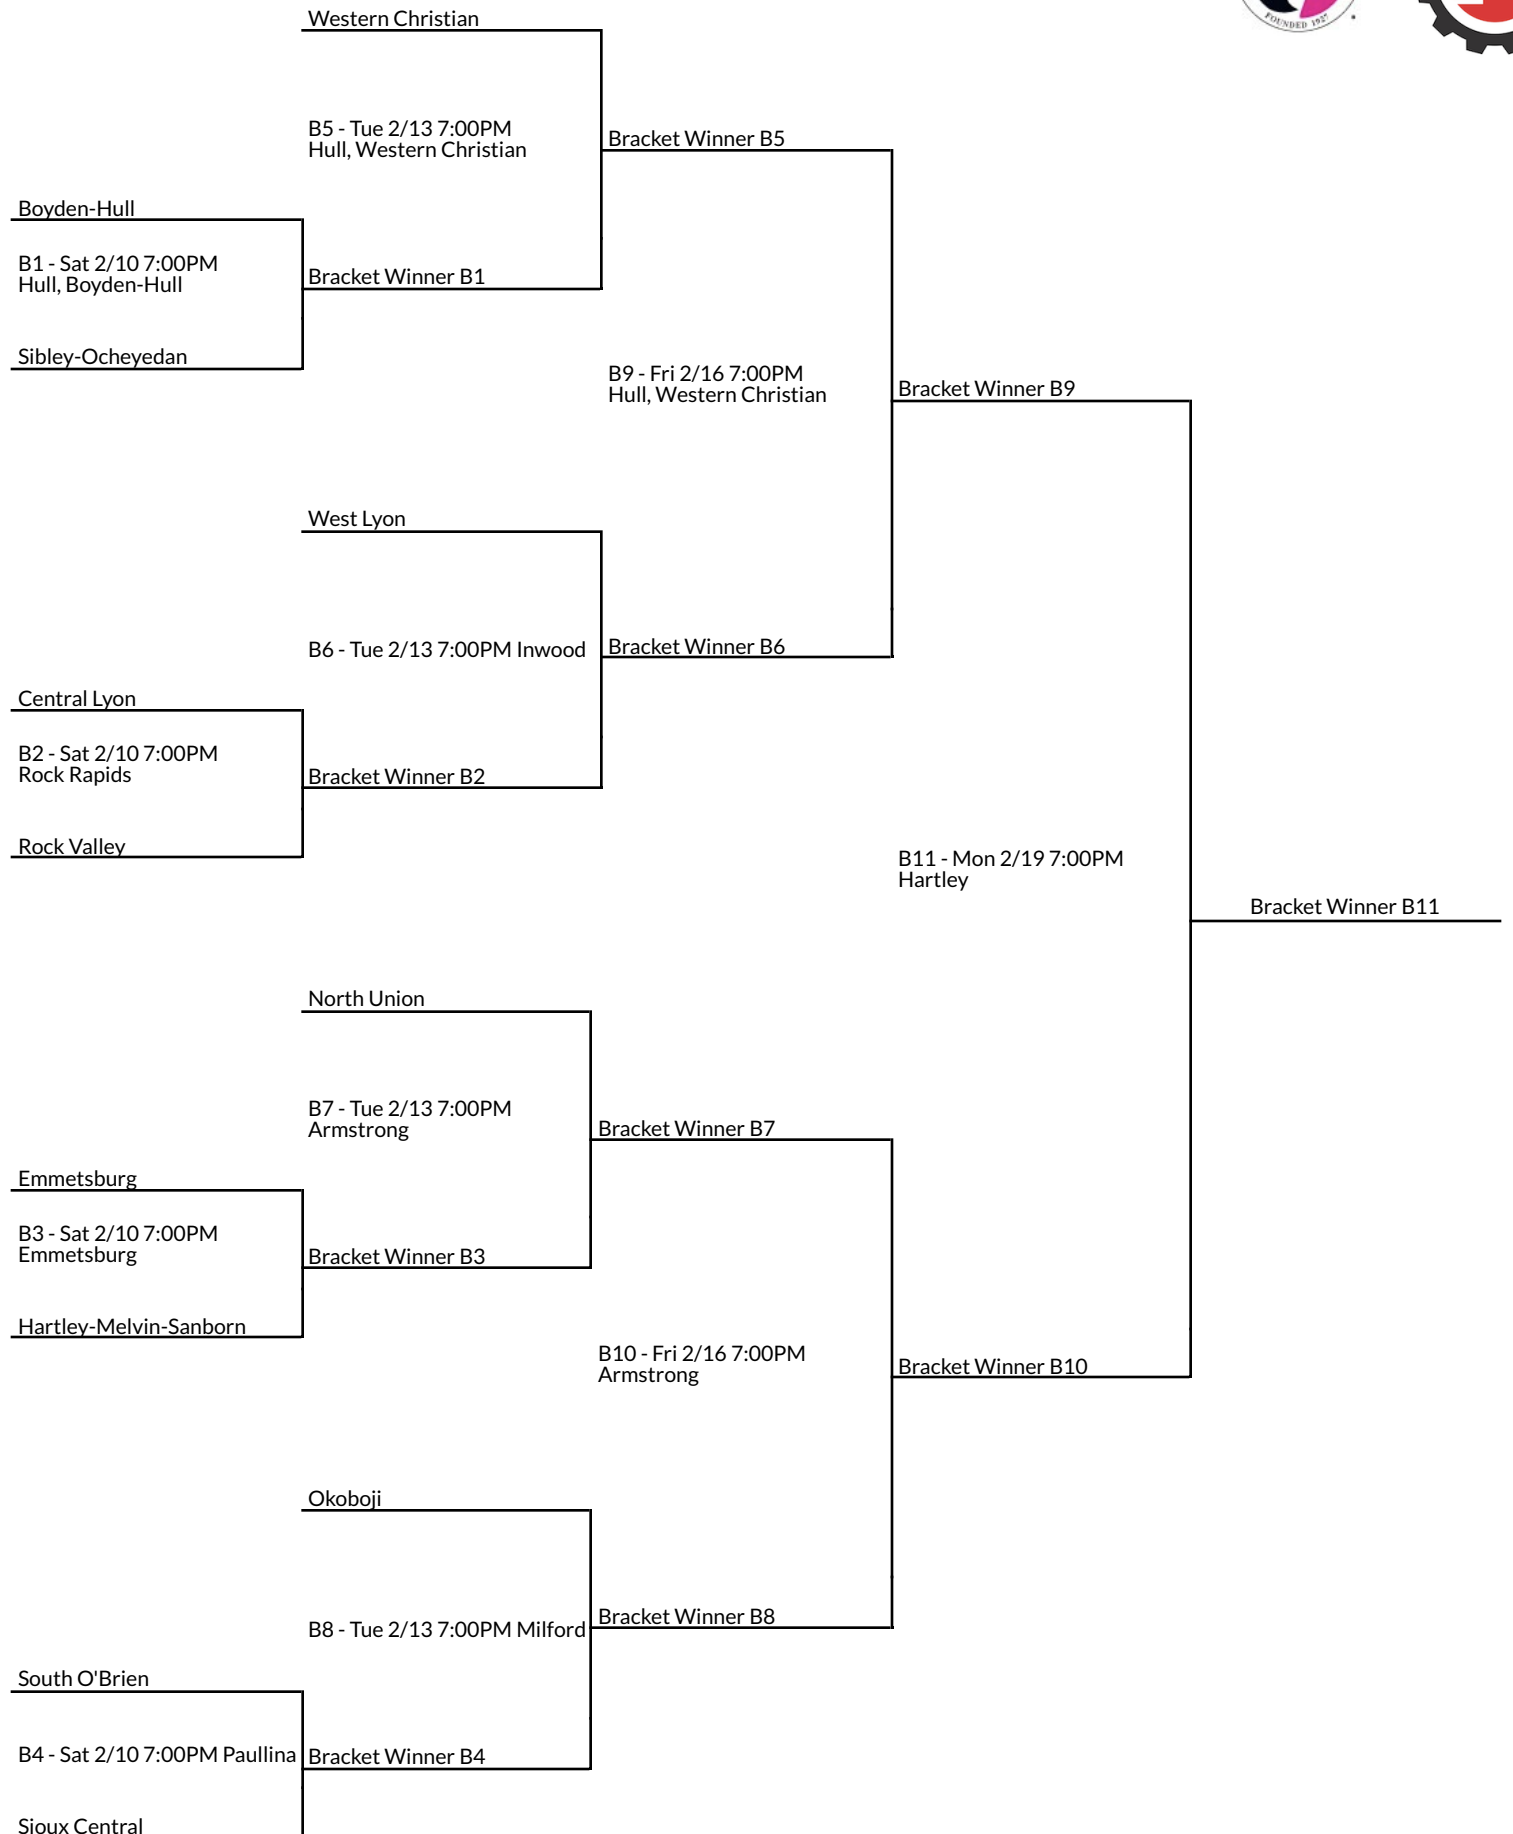 Western Christian
FOUNDED 1927
B5 - Tue 2/13 7:00PM
Hull, Western Christian
Bracket Winner B5
Boyden-Hull
B1 - Sat 2/10 7:00PM
Hull, Boyden-Hull
Bracket Winner B1
Sibley-Ocheyedan
B9 - Fri 2/16 7:00PM
Hull, Western Christian
Bracket Winner B9
West Lyon
B6 - Tue 2/13 7:00PM Inwood
Bracket Winner B6
Central Lyon
B2 - Sat 2/10 7:00PM
Rock Rapids
Bracket Winner B2
Rock Valley
B11 - Mon 2/19 7:00PM
Hartley
Bracket Winner B11
North Union
B7 - Tue 2/13 7:00PM
Armstrong
Bracket Winner B7
Emmetsburg
B3 - Sat 2/10 7:00PM
Emmetsburg
Bracket Winner B3
Hartley-Melvin-Sanborn
B10 - Fri 2/16 7:00PM
Armstrong
Bracket Winner B10
Okoboji
B8 - Tue 2/13 7:00PM Milford
Bracket Winner B8
South O'Brien
B4 - Sat 2/10 7:00PM Paullina
Bracket Winner B4
Sioux Central